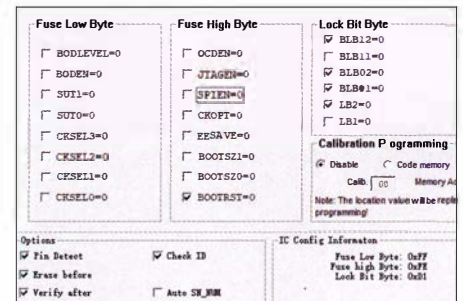 Fuse Low Byte
BODLEVEL=0
BODEN=0
SUT1=0
SUT0=0
CKSEL3=0
CKSEL2=0
CKSEL1=0
CKSEL0=0
Fuse High Byte
OCDEN=0
JTAGEN=0
SPIEN=0
CKOPT=0
EESAVE=0
BOOTSZ1=0
BOOTSZ0=0
BOOTRST=0
Lock Bit Byte
BLB12=0
BLB11=0
BLB02=0
BLB01=0
LB2=0
LB1=0
Calibration P ogramming
Disable Code memory
Calib. 00 Memory Ac
Note: The location value will be repla
programming!
Options
Pin Detect Check ID
Erase before
Verify after Auto SN_NUM
IC Config Informaton
Fuse Low Byte: 0xFF
Fuse high Byte: 0xFE
Lock Bit Byte: 0xD1